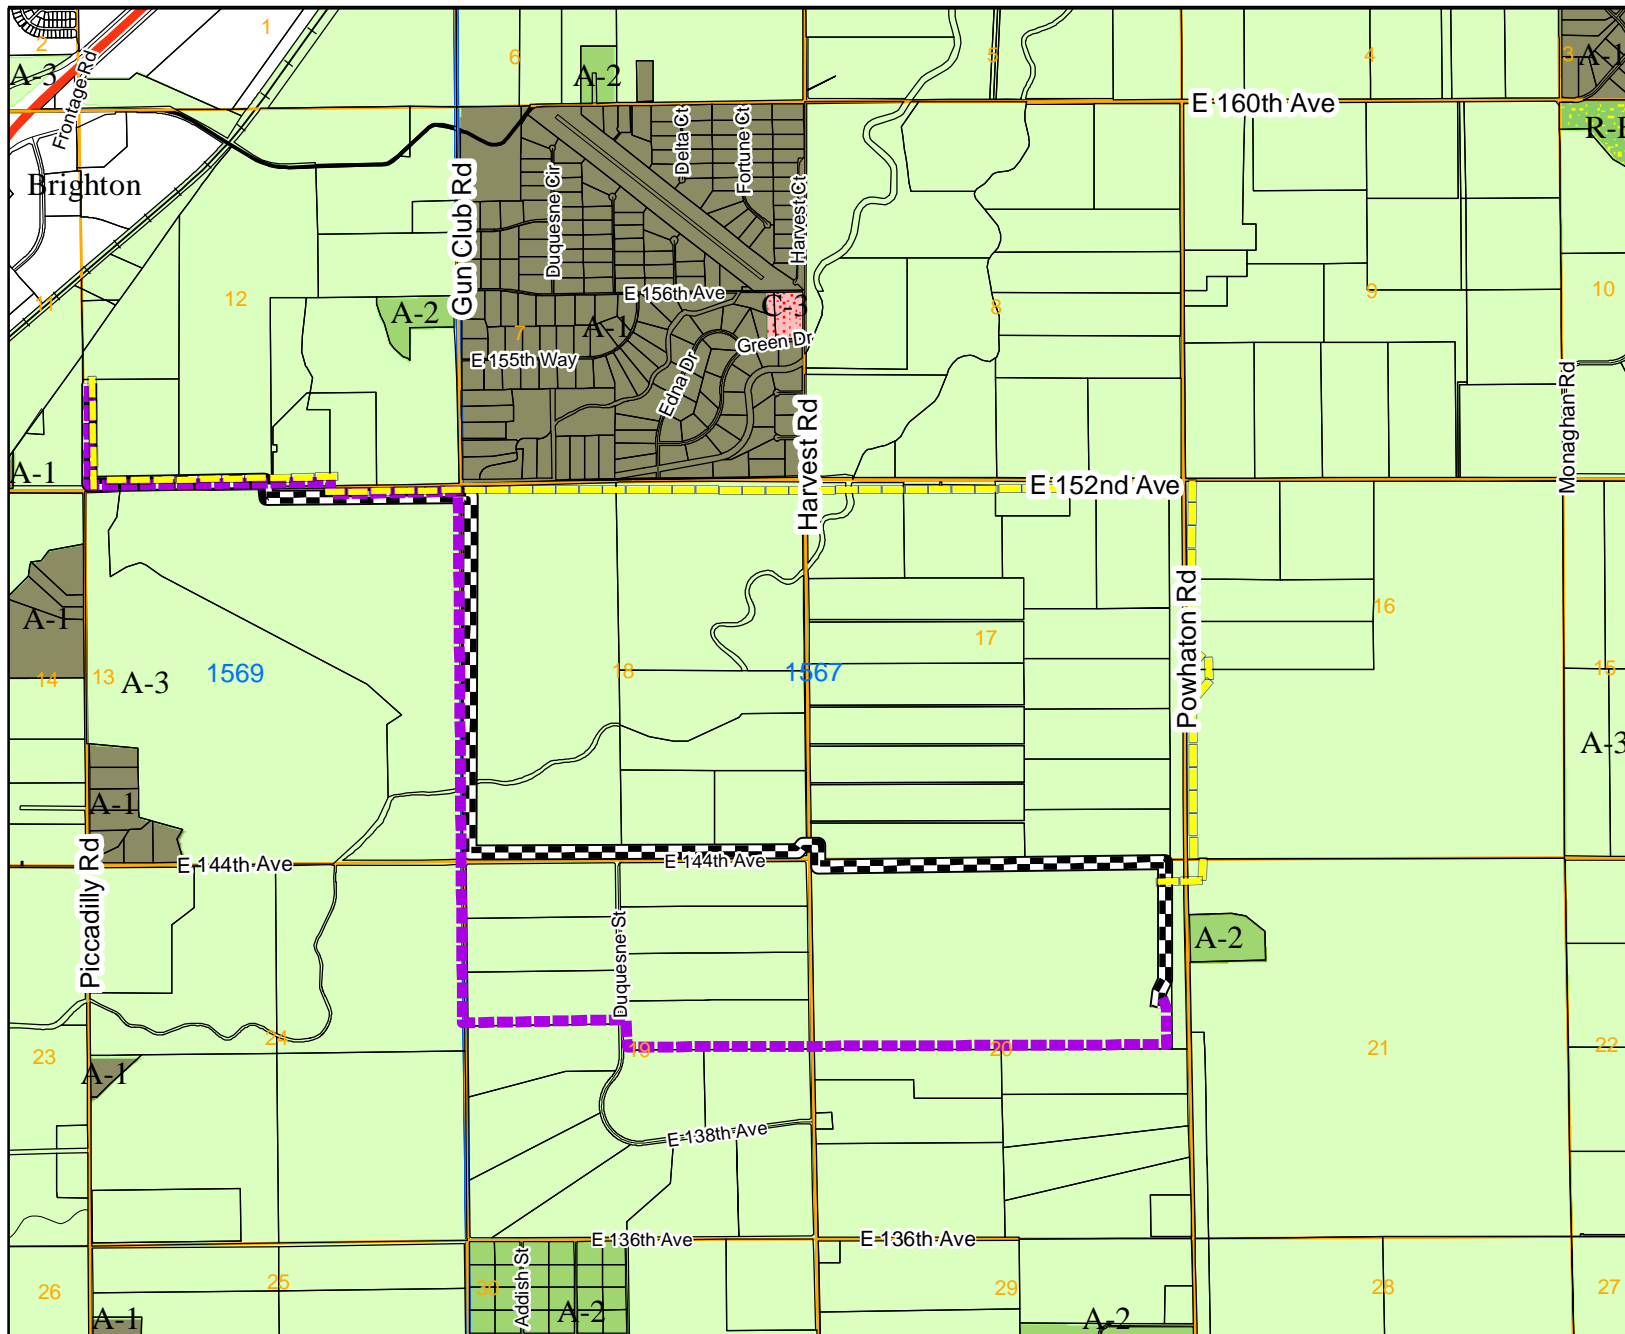 1
2
6
5
4
3
A-1
A-3
Frontage Rd
A-2
E 160th Ave
Brighton
Gun Club Rd
Duquesne Cir
Delta Ct
Fortune Ct
Harvest Ct
11
12
A-2
E 156th Ave
C-3
7
A-1
8
9
10
E 155th Way
Green Dr
Edna Dr
Harvest Rd
Monaghan Rd
A-1
E 152nd Ave
A-1
14
13
A-3
1569
18
1567
17
Powhaton Rd
16
15
A-3
A-1
Piccadilly Rd
E 144th Ave
E 144th Ave
Duquesne St
A-2
24
23
19
20
21
22
A-1
E 138th Ave
E 136th Ave
E 136th Ave
26
25
30
Addish St
A-2
29
28
27
A-1
A-2